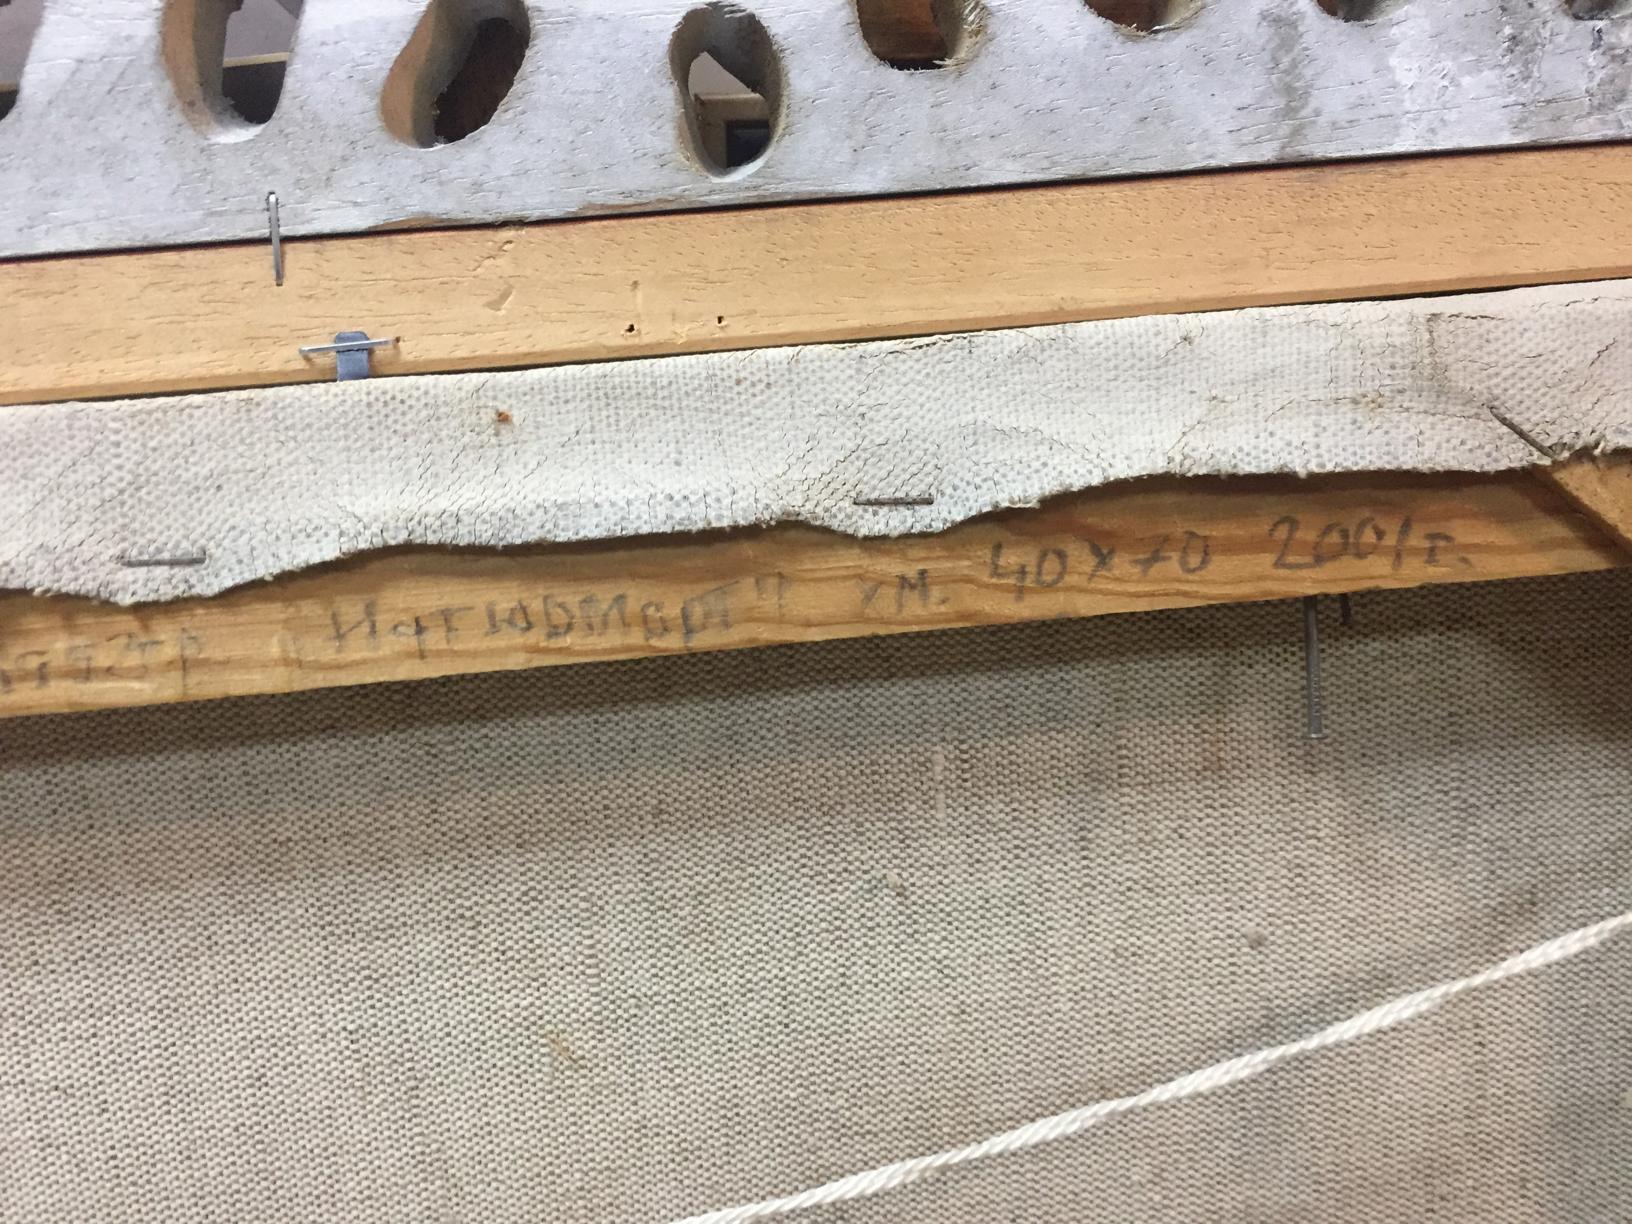 "Натюрморт" х.м. 40х70 2001г.